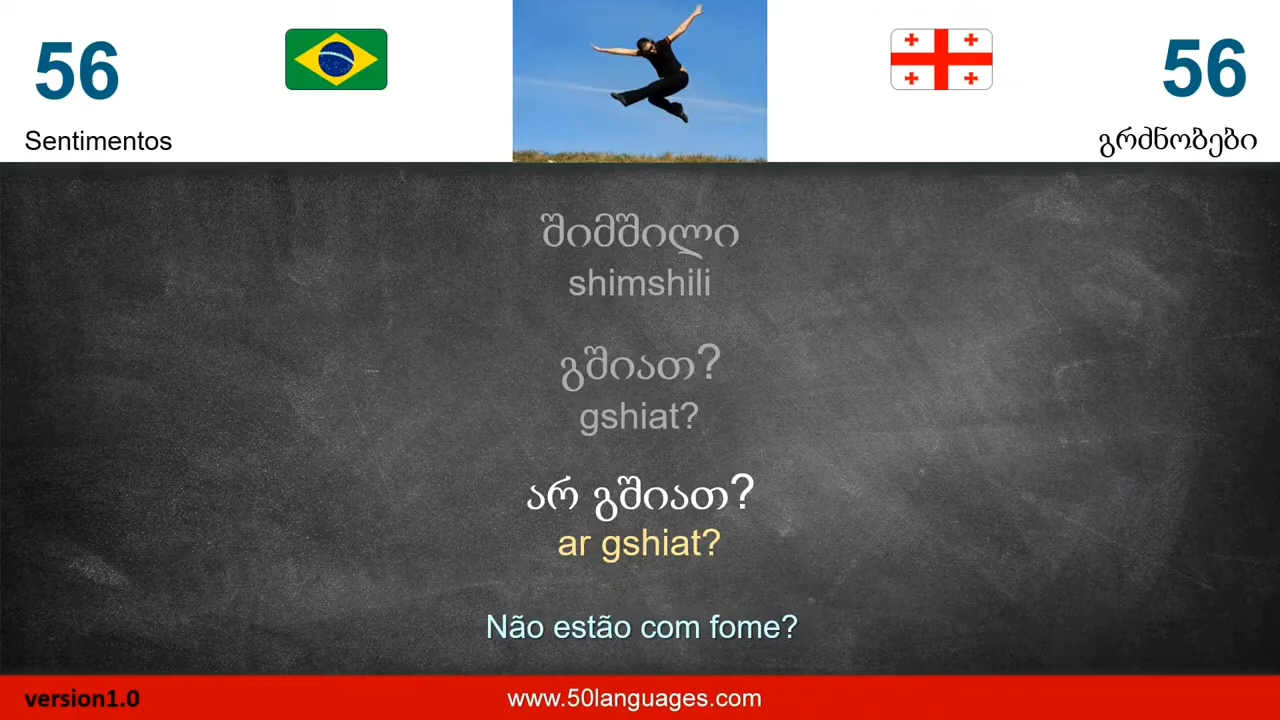 56
56
Sentimentos
გრძნობები
შიმშილი
shimshili
გშიათ?
gshiat?
არ გშიათ?
ar gshiat?
Não estão com fome?
version1.0
www.50languages.com